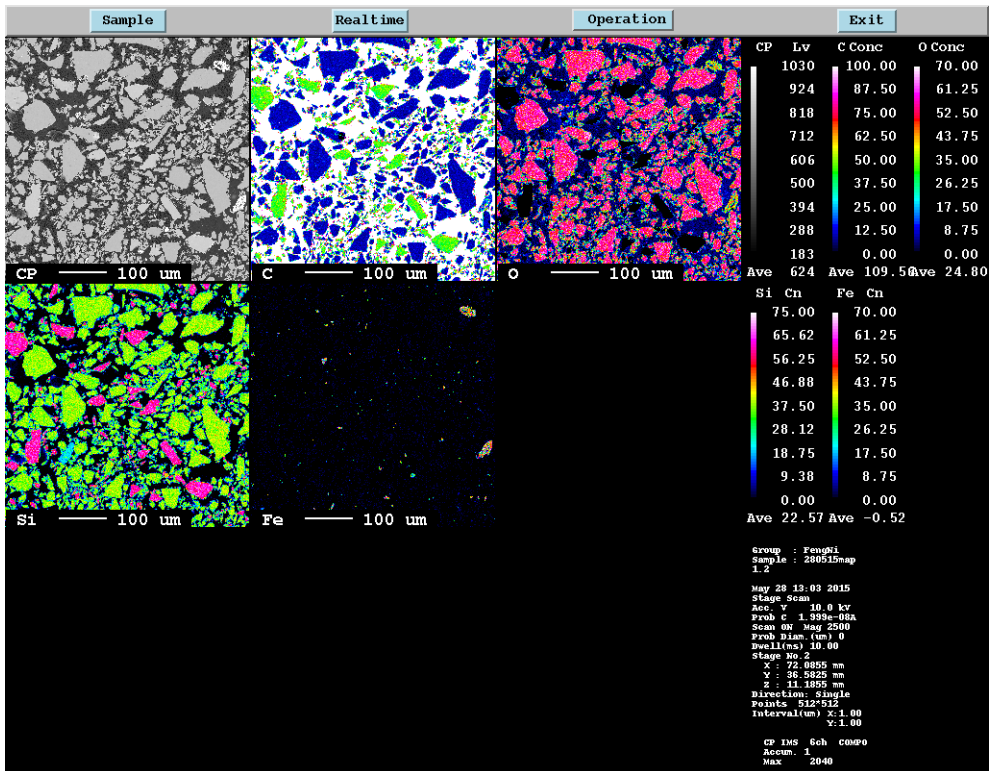 Sample Realtime Operation Exit
CP Lv C Conc O Conc
1030 100.00 70.00
924 87.50 61.25
818 75.00 52.50
712 62.50 43.75
606 50.00 35.00
500 37.50 26.25
394 25.00 17.50
288 12.50 8.75
183 0.00 0.00
CP 100 um C 100 um O 100 um
Ave 624 Ave 109.56 Ave 24.80
Si Cn Fe Cn
75.00 70.00
65.62 61.25
56.25 52.50
46.88 43.75
37.50 35.00
28.12 26.25
18.75 17.50
9.38 8.75
0.00 0.00
Si 100 um Fe 100 um
Ave 22.57 Ave -0.52
Group : FengNi
Sample : 280515map
1.2
May 28 13:03 2015
Stage Scan
Acc. V 10.0 kV
Prob C 1.999e-08A
Scan ON Mag 2500
Prob Diam.(um) 0
Dwell(ms) 10.00
Stage No.2
X : 72.0855 mm
Y : 36.5825 mm
Z : 11.1855 mm
Direction: Single
Points 512*512
Interval(um) X:1.00
Y:1.00
CP IMS 6ch COMPO
Accum. 1
Max 2040